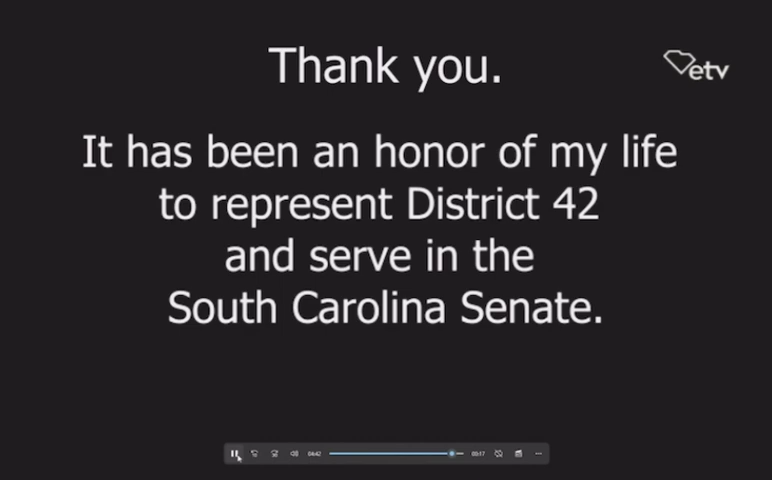 Thank you.
etv
It has been an honor of my life
to represent District 42
and serve in the
South Carolina Senate.